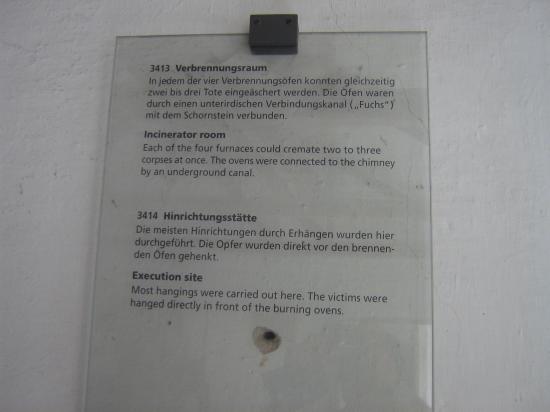 3413 Verbrennungsraum
In jedem der vier Verbrennungsöfen konnten gleichzeitig
zwei bis drei Tote eingeäschert werden. Die Öfen waren
durch einen unterirdischen Verbindungskanal („Fuchs“)
mit dem Schornstein verbunden.
Incinerator room
Each of the four furnaces could cremate two to three
corpses at once. The ovens were connected to the chimney
by an underground canal.
3414 Hinrichtungsstätte
Die meisten Hinrichtungen durch Erhängen wurden hier
durchgeführt. Die Opfer wurden direkt vor den brennen-
den Öfen gehenkt.
Execution site
Most hangings were carried out here. The victims were
hanged directly in front of the burning ovens.